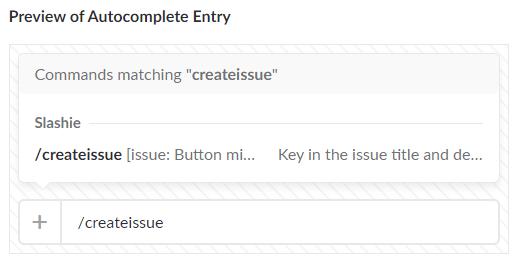 Preview of Autocomplete Entry
Commands matching "createissue"
Slashie
/createissue [issue: Button mi... Key in the issue title and de...
+ /createissue